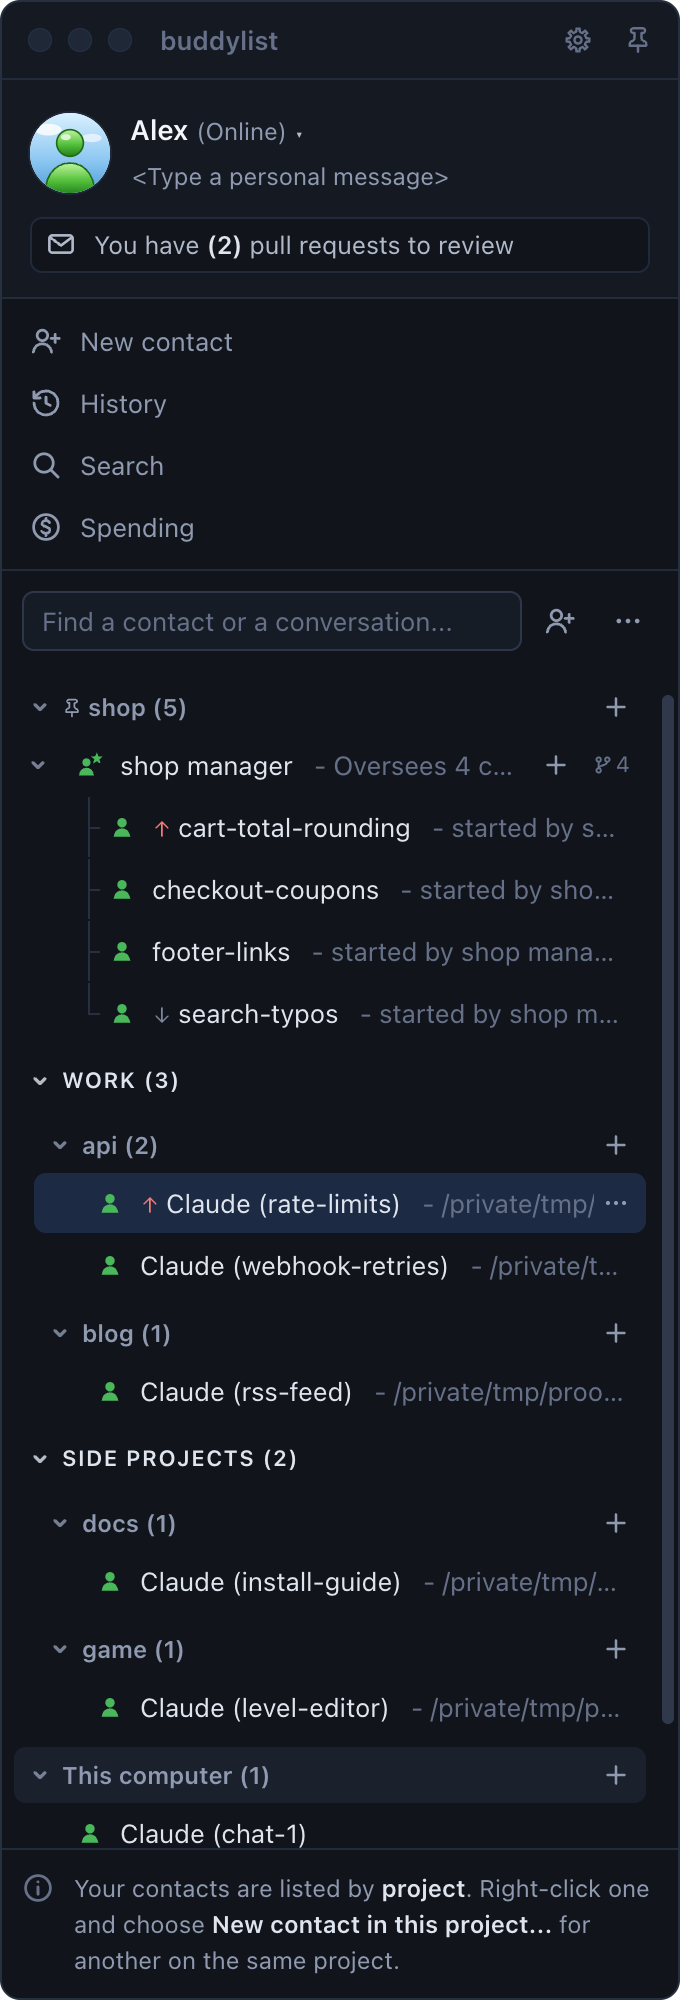 buddylist
Alex (Online)
<Type a personal message>
You have (2) pull requests to review
New contact
History
Search
Spending
Find a contact or a conversation...
shop (5)
shop manager - Oversees 4 c... 4
↑ cart-total-rounding - started by s...
checkout-coupons - started by sho...
footer-links - started by shop mana...
↓ search-typos - started by shop m...
WORK (3)
api (2)
↑ Claude (rate-limits) - /private/tmp/
Claude (webhook-retries) - /private/t...
blog (1)
Claude (rss-feed) - /private/tmp/proo...
SIDE PROJECTS (2)
docs (1)
Claude (install-guide) - /private/tmp/...
game (1)
Claude (level-editor) - /private/tmp/p...
This computer (1)
Claude (chat-1)
Your contacts are listed by project. Right-click one
and choose New contact in this project... for
another on the same project.